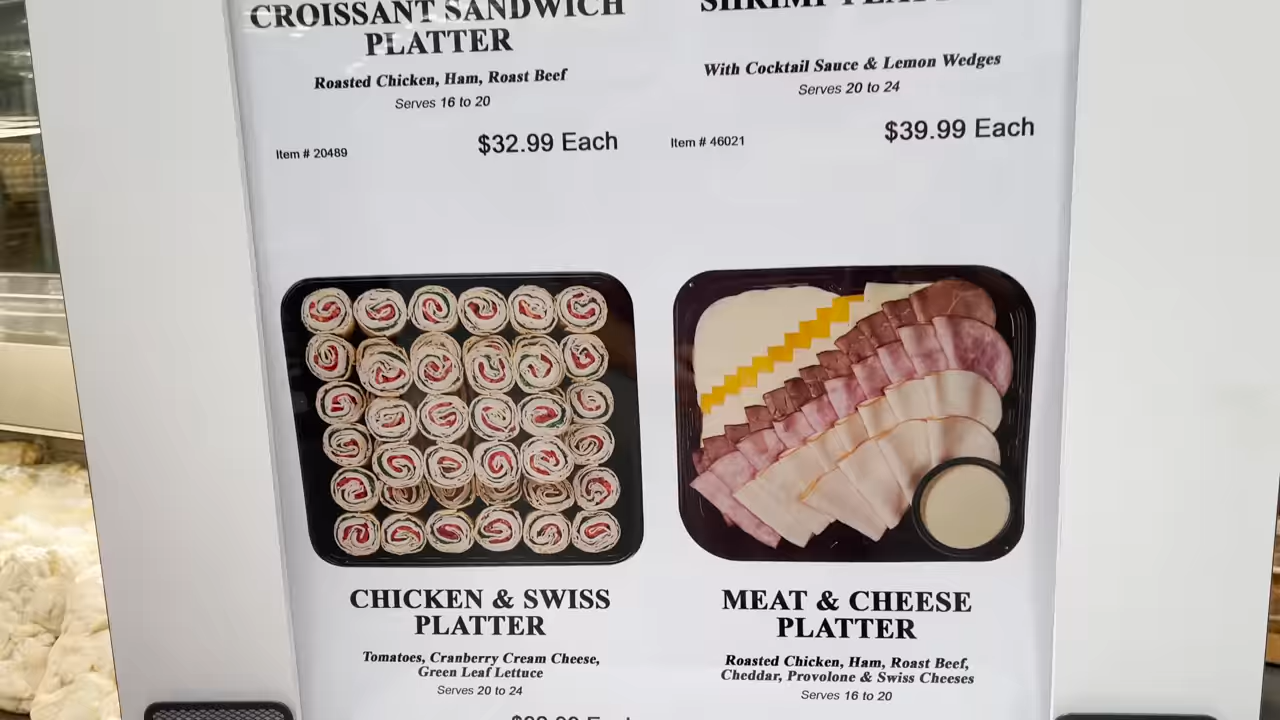 CROISSANT SANDWICH
PLATTER
Roasted Chicken, Ham, Roast Beef
Serves 16 to 20
Item # 20489
$32.99 Each
SHRIMP PLATTER
With Cocktail Sauce & Lemon Wedges
Serves 20 to 24
Item # 46021
$39.99 Each
CHICKEN & SWISS
PLATTER
Tomatoes, Cranberry Cream Cheese,
Green Leaf Lettuce
Serves 20 to 24
Each
MEAT & CHEESE
PLATTER
Roasted Chicken, Ham, Roast Beef,
Cheddar, Provolone & Swiss Cheeses
Serves 16 to 20